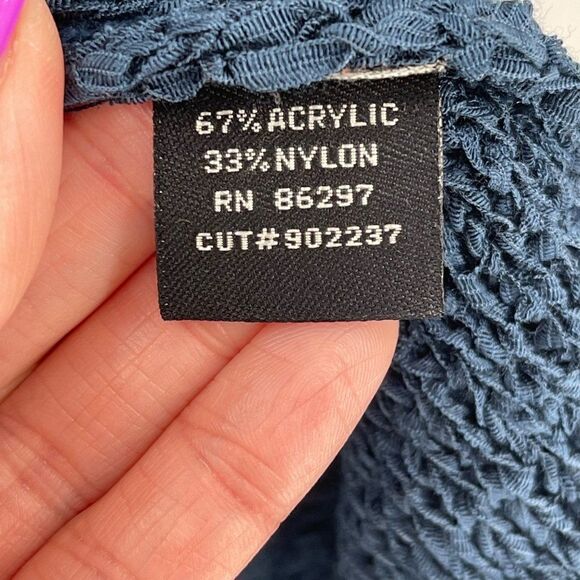 67% ACRYLIC
33% NYLON
RN 86297
CUT# 902237